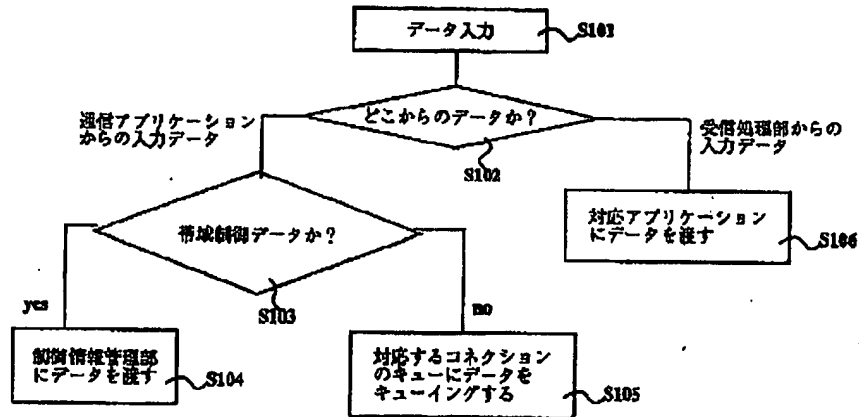 データ入力
S101
どこからのデータか?
S102
通信アプリケーション
からの入力データ
受信処理部からの
入力データ
帯域制御データか?
S103
対応アプリケーション
にデータを渡す
S106
yes
no
制御情報管理部
にデータを渡す
S104
対応するコネクション
のキューにデータを
キューイングする
S105